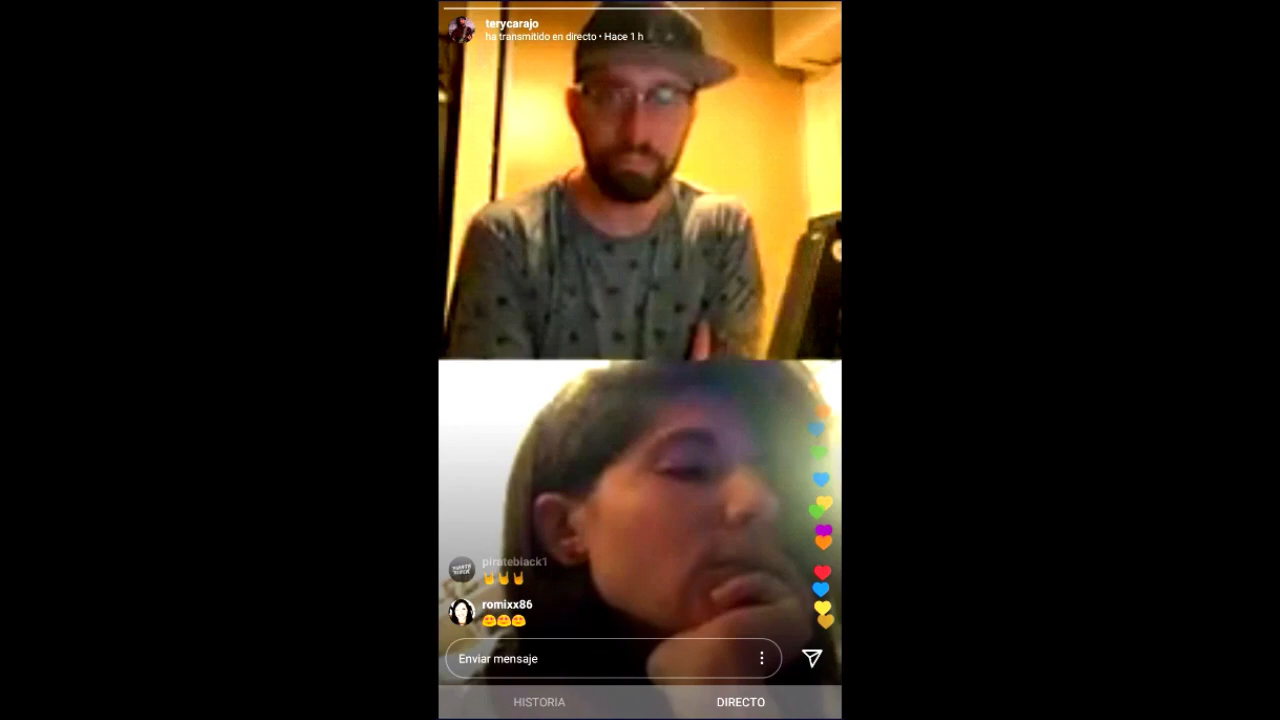 terycarajo
ha transmitido en directo • Hace 1 h
pirateblack1
romixx86
Enviar mensaje
HISTORIA
DIRECTO